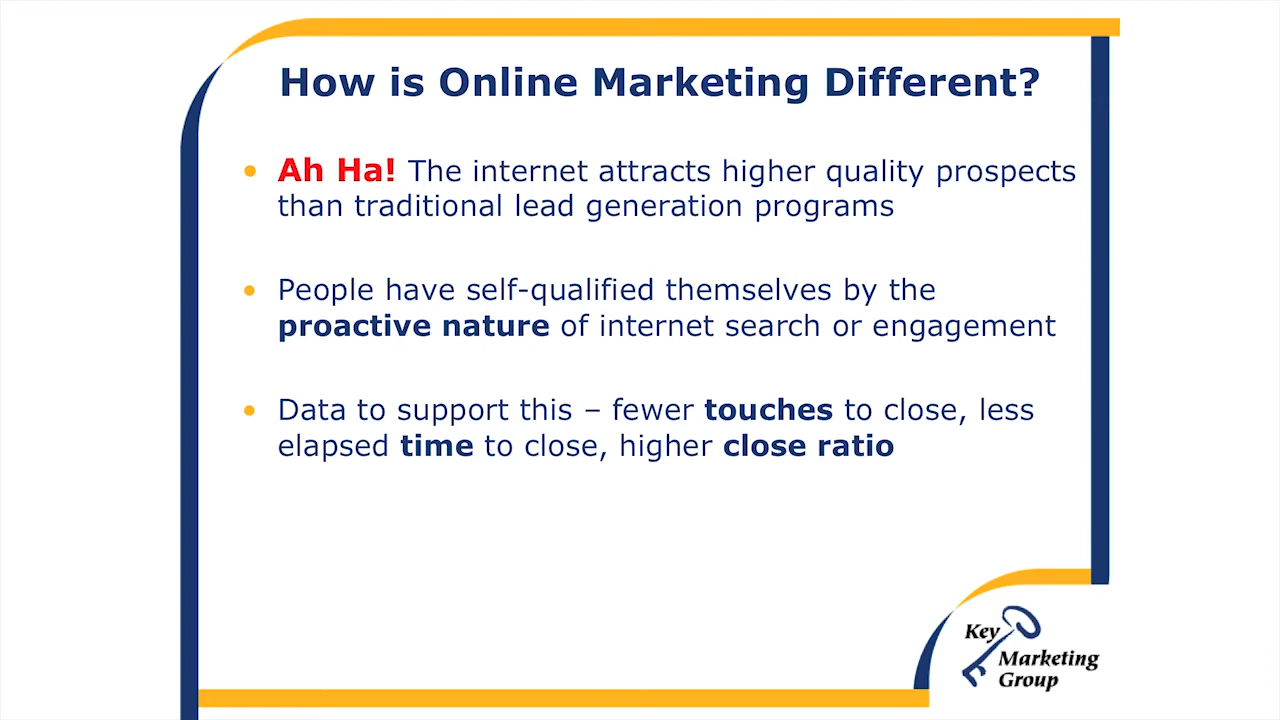 How is Online Marketing Different?
• Ah Ha! The internet attracts higher quality prospects
than traditional lead generation programs
• People have self-qualified themselves by the
proactive nature of internet search or engagement
• Data to support this – fewer touches to close, less
elapsed time to close, higher close ratio
Key
Marketing
Group